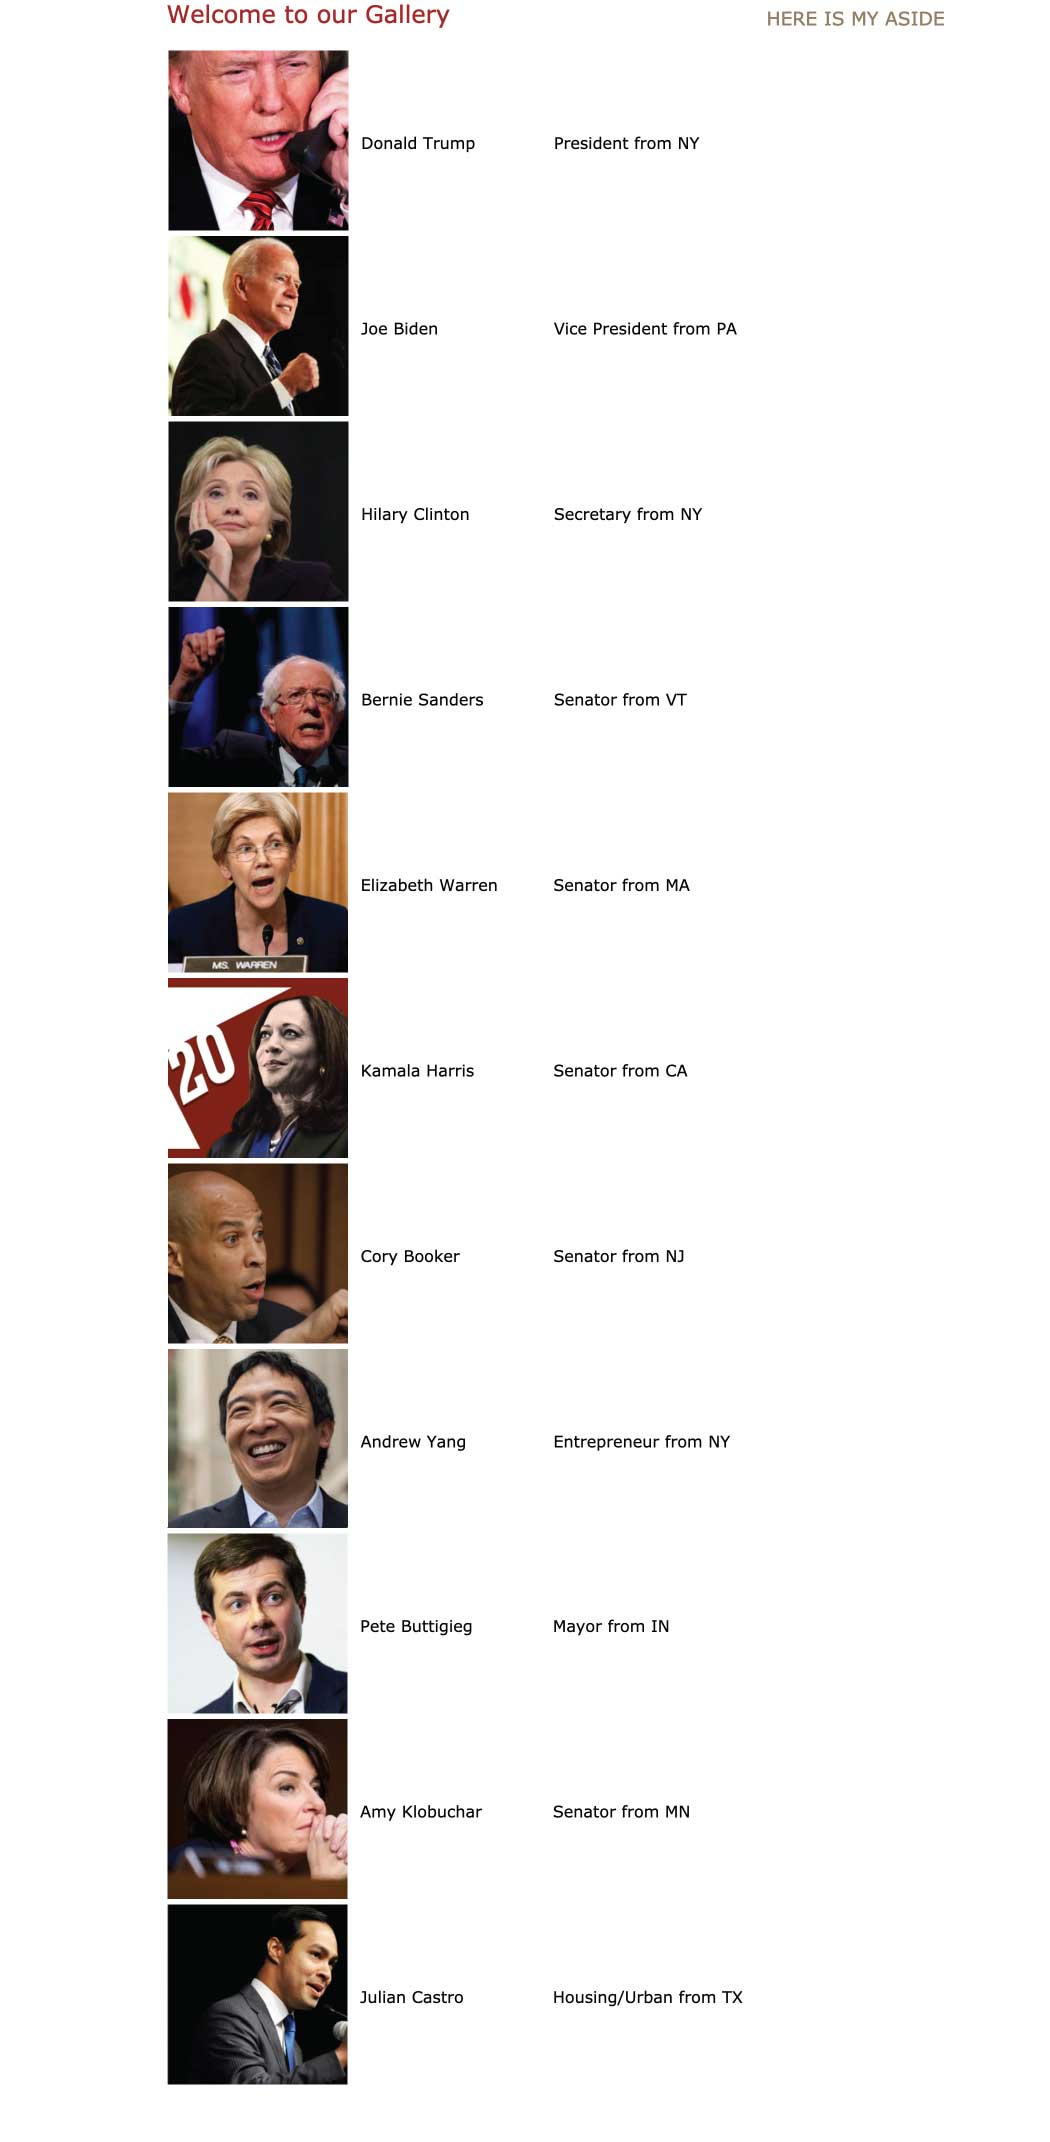 Welcome to our Gallery
HERE IS MY ASIDE
Donald Trump
President from NY
Joe Biden
Vice President from PA
Hilary Clinton
Secretary from NY
Bernie Sanders
Senator from VT
Elizabeth Warren
Senator from MA
MS. WARREN
20
Kamala Harris
Senator from CA
Cory Booker
Senator from NJ
Andrew Yang
Entrepreneur from NY
Pete Buttigieg
Mayor from IN
Amy Klobuchar
Senator from MN
Julian Castro
Housing/Urban from TX